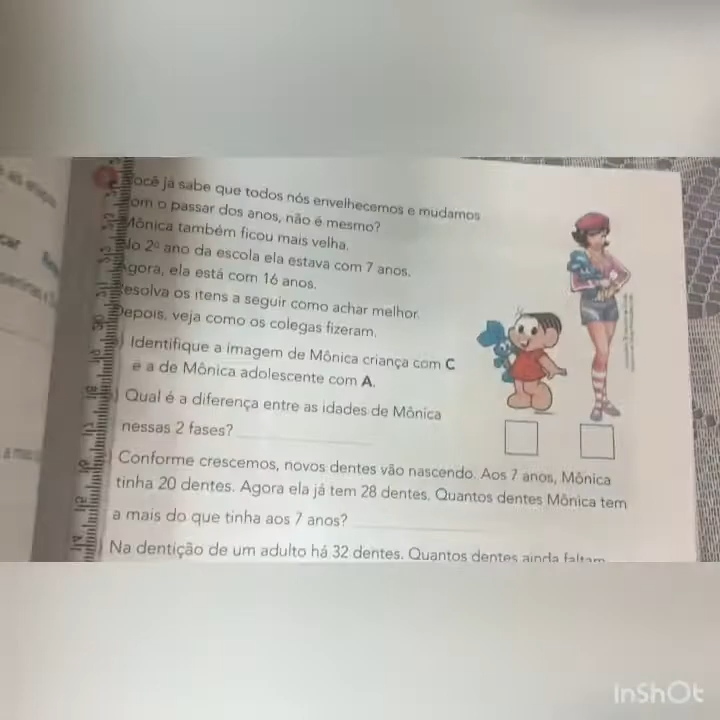 Você já sabe que todos nós envelhecemos e mudamos
com o passar dos anos, não é mesmo?
Mônica também ficou mais velha.
No 2º ano da escola ela estava com 7 anos.
Agora, ela está com 16 anos.
Resolva os itens a seguir como achar melhor.
Depois, veja como os colegas fizeram.
Identifique a imagem de Mônica criança com C
e a de Mônica adolescente com A.
Qual é a diferença entre as idades de Mônica
nessas 2 fases?
Conforme crescemos, novos dentes vão nascendo. Aos 7 anos, Mônica
tinha 20 dentes. Agora ela já tem 28 dentes. Quantos dentes Mônica tem
a mais do que tinha aos 7 anos?
Na dentição de um adulto há 32 dentes. Quantos dentes ainda faltam
InShOt